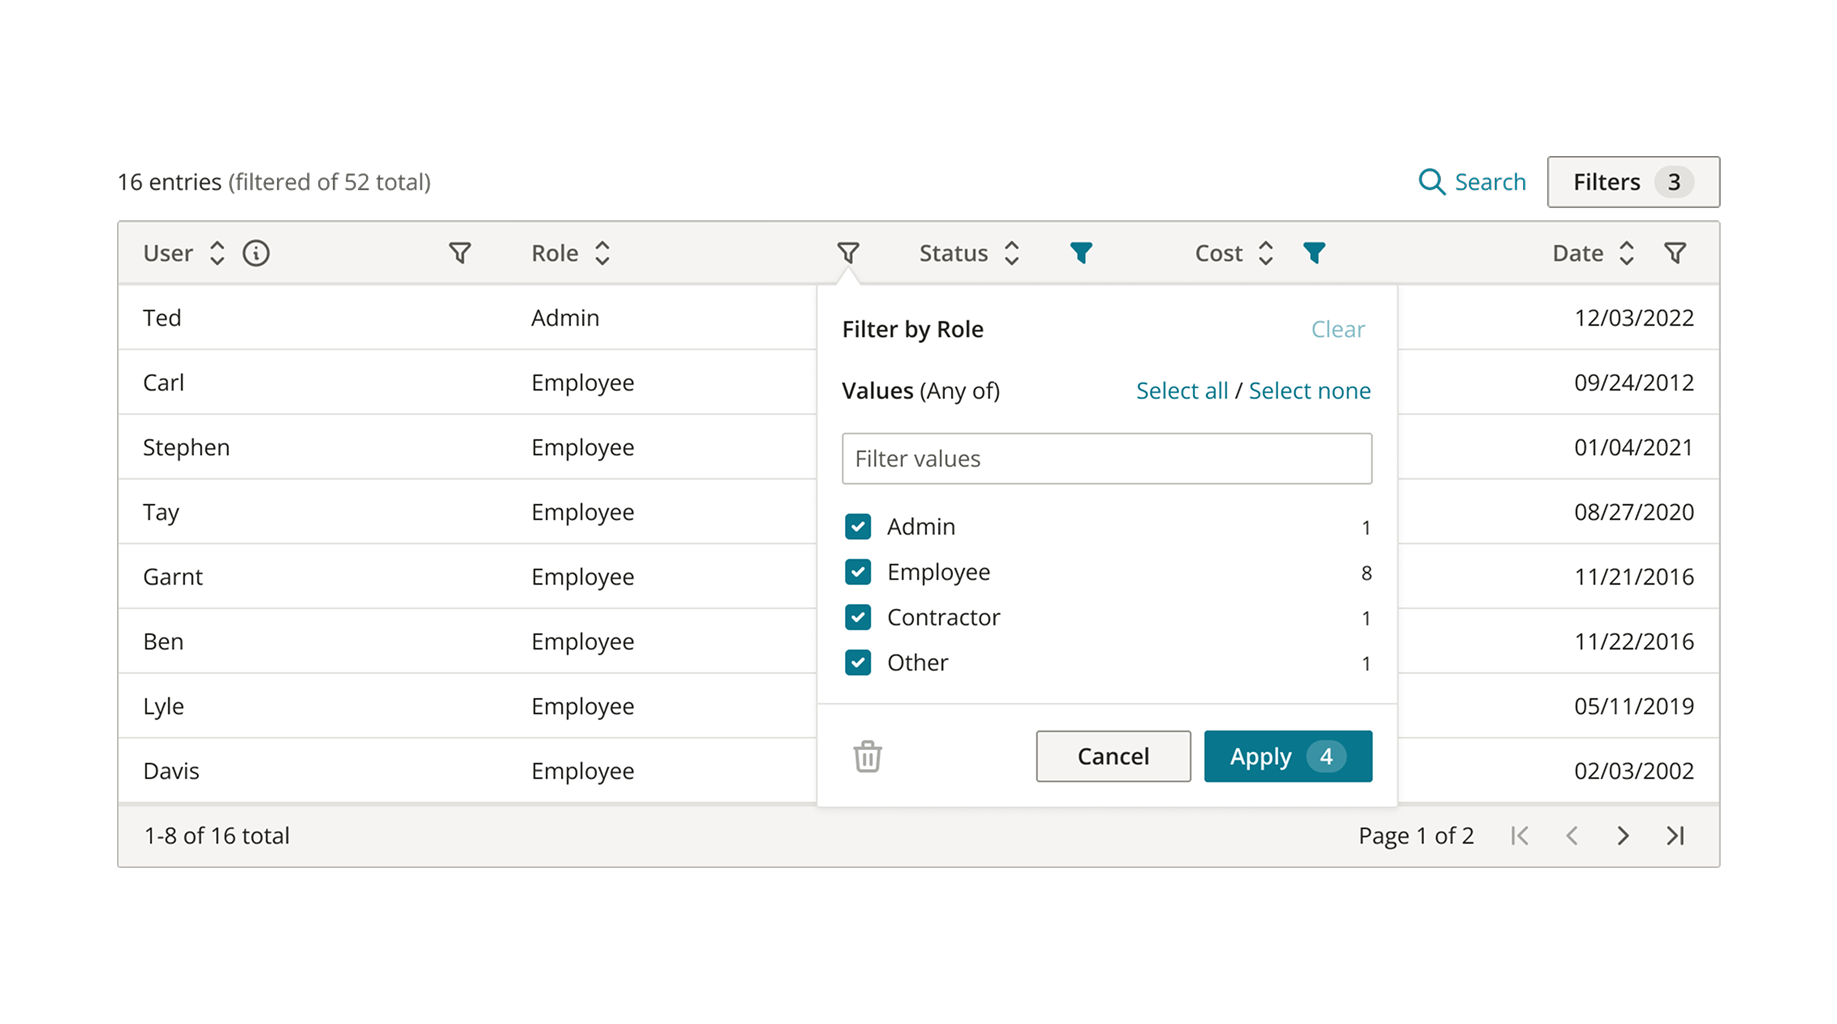 16 entries (filtered of 52 total)
Search
Filters 3
User Role Status Cost Date
Ted Admin 12/03/2022
Carl Employee 09/24/2012
Stephen Employee 01/04/2021
Tay Employee 08/27/2020
Garnt Employee 11/21/2016
Ben Employee 11/22/2016
Lyle Employee 05/11/2019
Davis Employee 02/03/2002
Filter by Role Clear
Values (Any of) Select all / Select none
Filter values
Admin 1
Employee 8
Contractor 1
Other 1
Cancel Apply 4
1-8 of 16 total Page 1 of 2